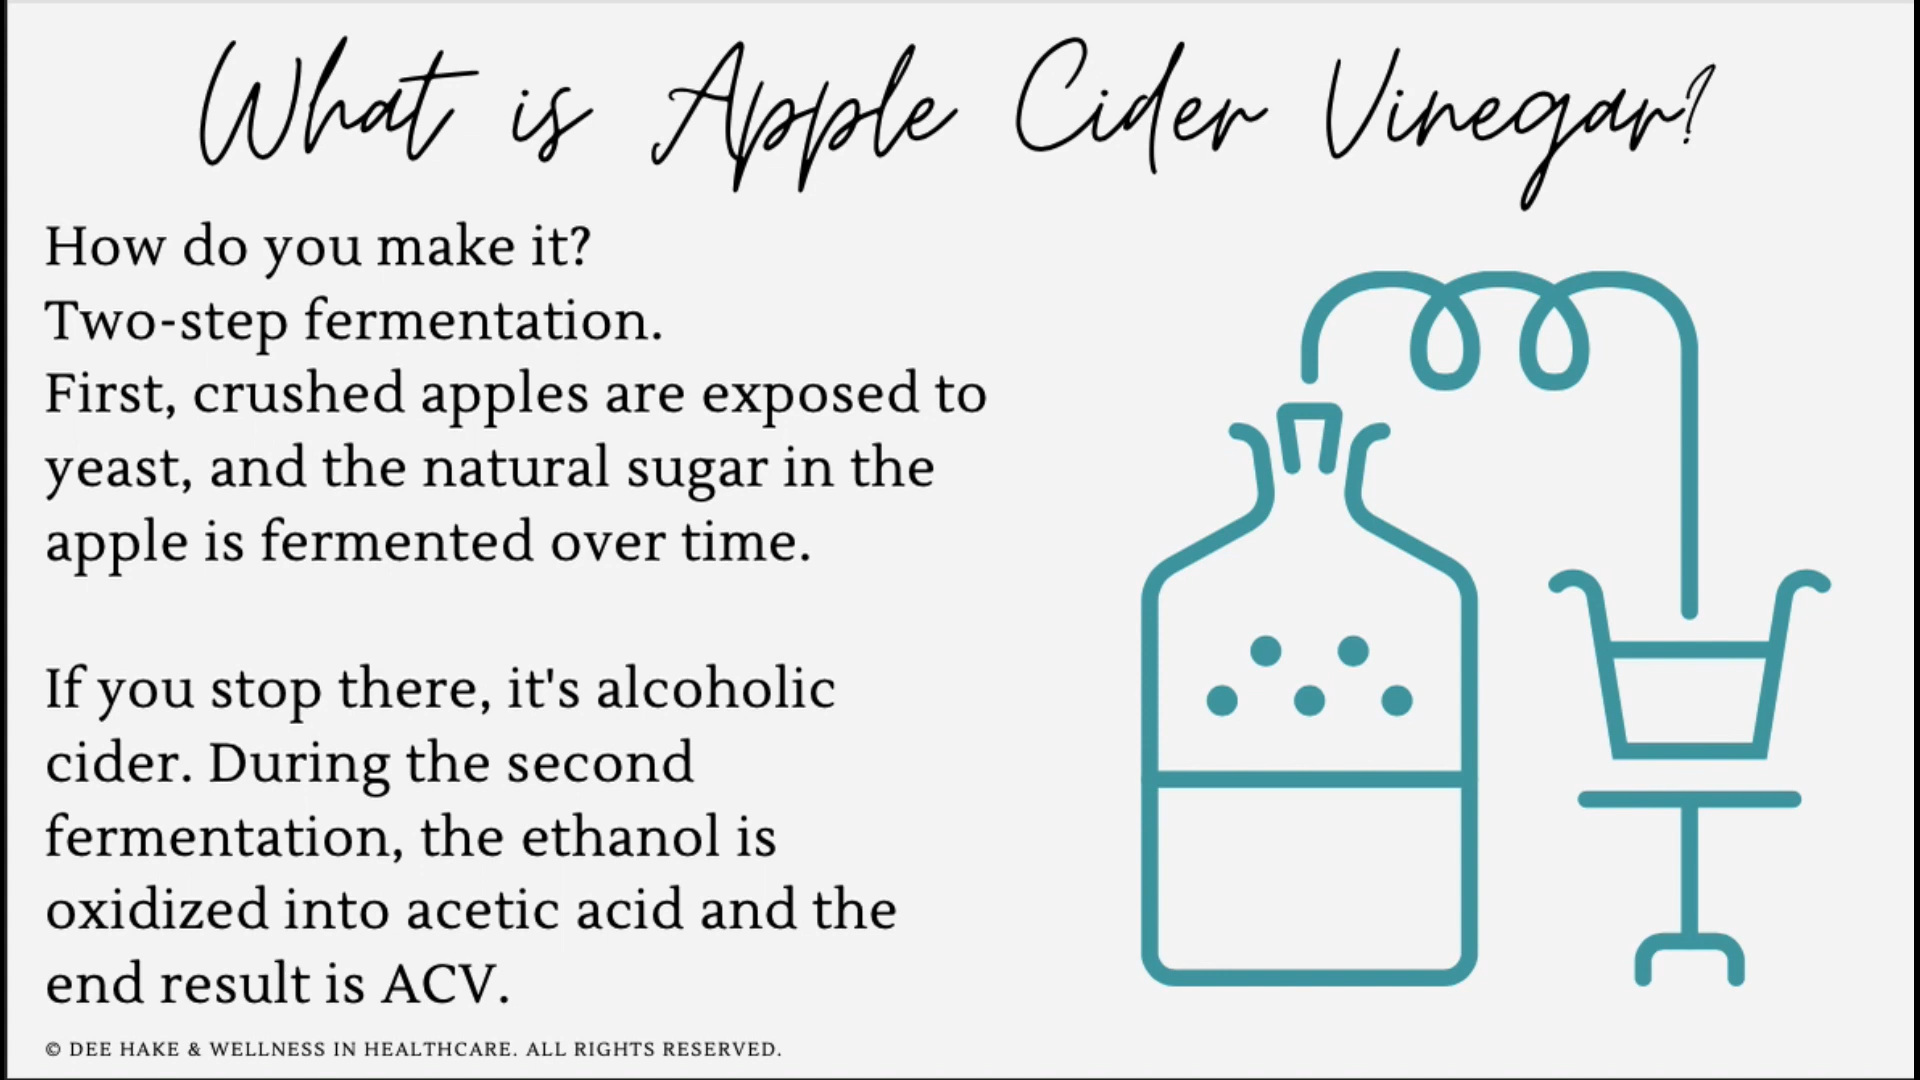 What is Apple Cider Vinegar?
How do you make it?
Two-step fermentation.
First, crushed apples are exposed to
yeast, and the natural sugar in the
apple is fermented over time.
If you stop there, it's alcoholic
cider. During the second
fermentation, the ethanol is
oxidized into acetic acid and the
end result is ACV.
© DEE HAKE & WELLNESS IN HEALTHCARE. ALL RIGHTS RESERVED.